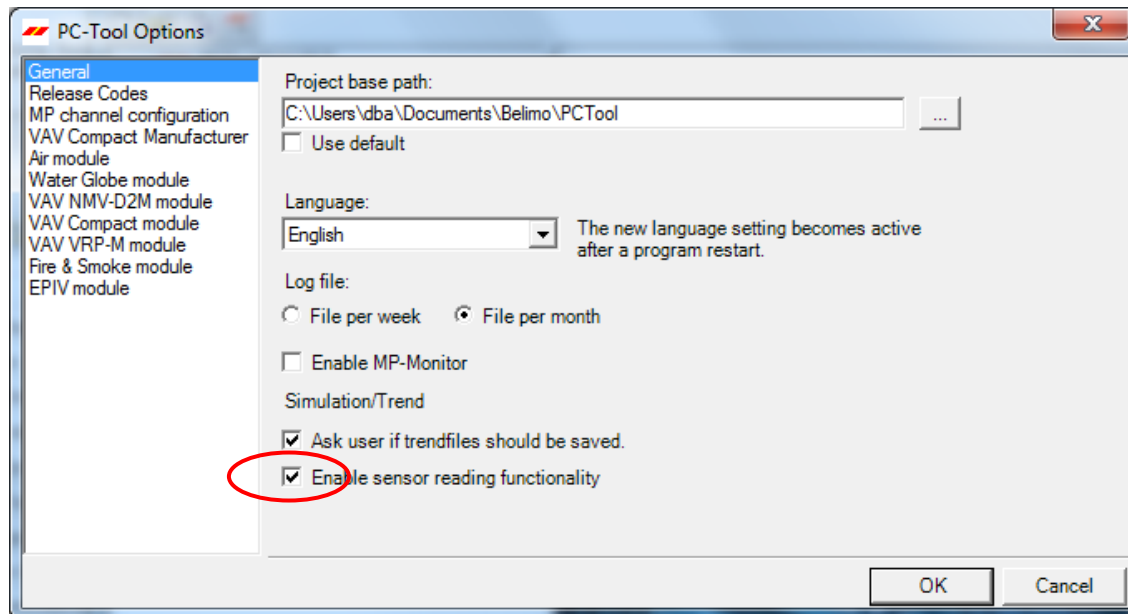 PC-Tool Options
General
Release Codes
MP channel configuration
VAV Compact Manufacturer
Air module
Water Globe module
VAV NMV-D2M module
VAV Compact module
VAV VRP-M module
Fire & Smoke module
EPIV module
Project base path:
C:\Users\dba\Documents\Belimo\PCTool
...
Use default
Language:
English
The new language setting becomes active
after a program restart.
Log file:
File per week File per month
Enable MP-Monitor
Simulation/Trend
Ask user if trendfiles should be saved.
Enable sensor reading functionality
OK Cancel